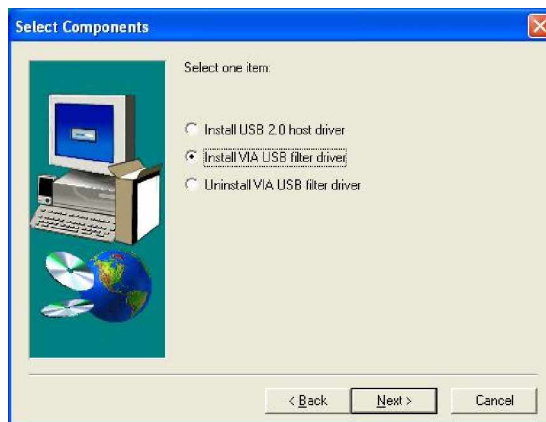 Select Components
Select one item:
Install USB 2.0 host driver
Install VIA USB filter driver
Uninstall VIA USB filter driver
< Back
Next >
Cancel